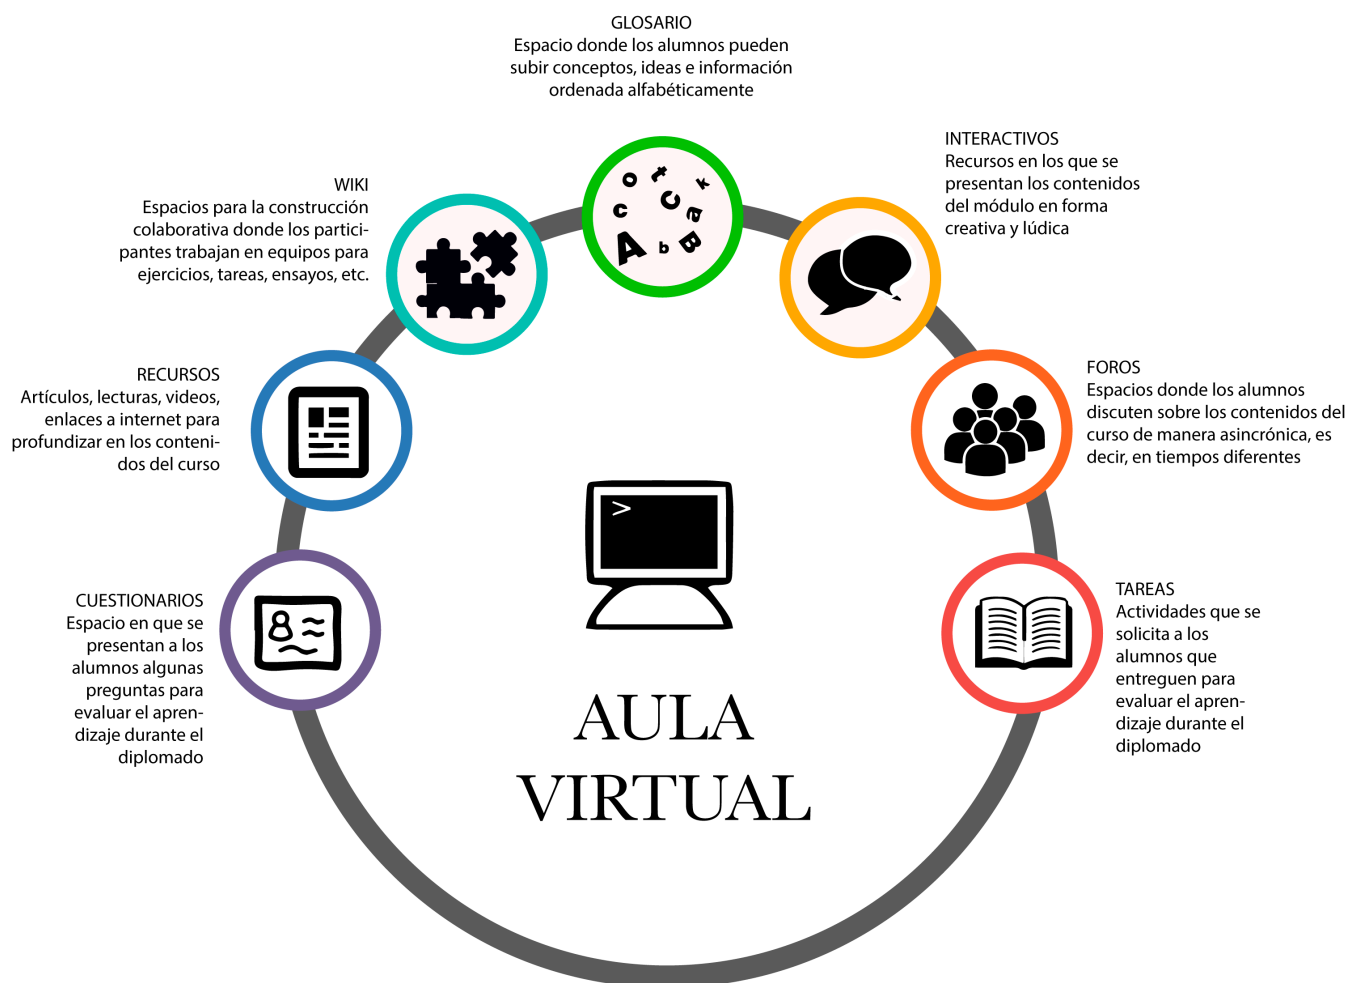 GLOSARIO
Espacio donde los alumnos pueden
subir conceptos, ideas e información
ordenada alfabéticamente
INTERACTIVOS
Recursos en los que se
presentan los contenidos
del módulo en forma
creativa y lúdica
WIKI
Espacios para la construcción
colaborativa donde los partici-
pantes trabajan en equipos para
ejercicios, tareas, ensayos, etc.
RECURSOS
Artículos, lecturas, videos,
enlaces a internet para
profundizar en los conteni-
dos del curso
FOROS
Espacios donde los alumnos
discuten sobre los contenidos del
curso de manera asincrónica, es
decir, en tiempos diferentes
CUESTIONARIOS
Espacio en que se
presentan a los
alumnos algunas
preguntas para
evaluar el apren-
dizaje durante el
diplomado
TAREAS
Actividades que se
solicita a los
alumnos que
entreguen para
evaluar el apren-
dizaje durante el
diplomado
o t k
c C a
A b B
>
AULA
VIRTUAL